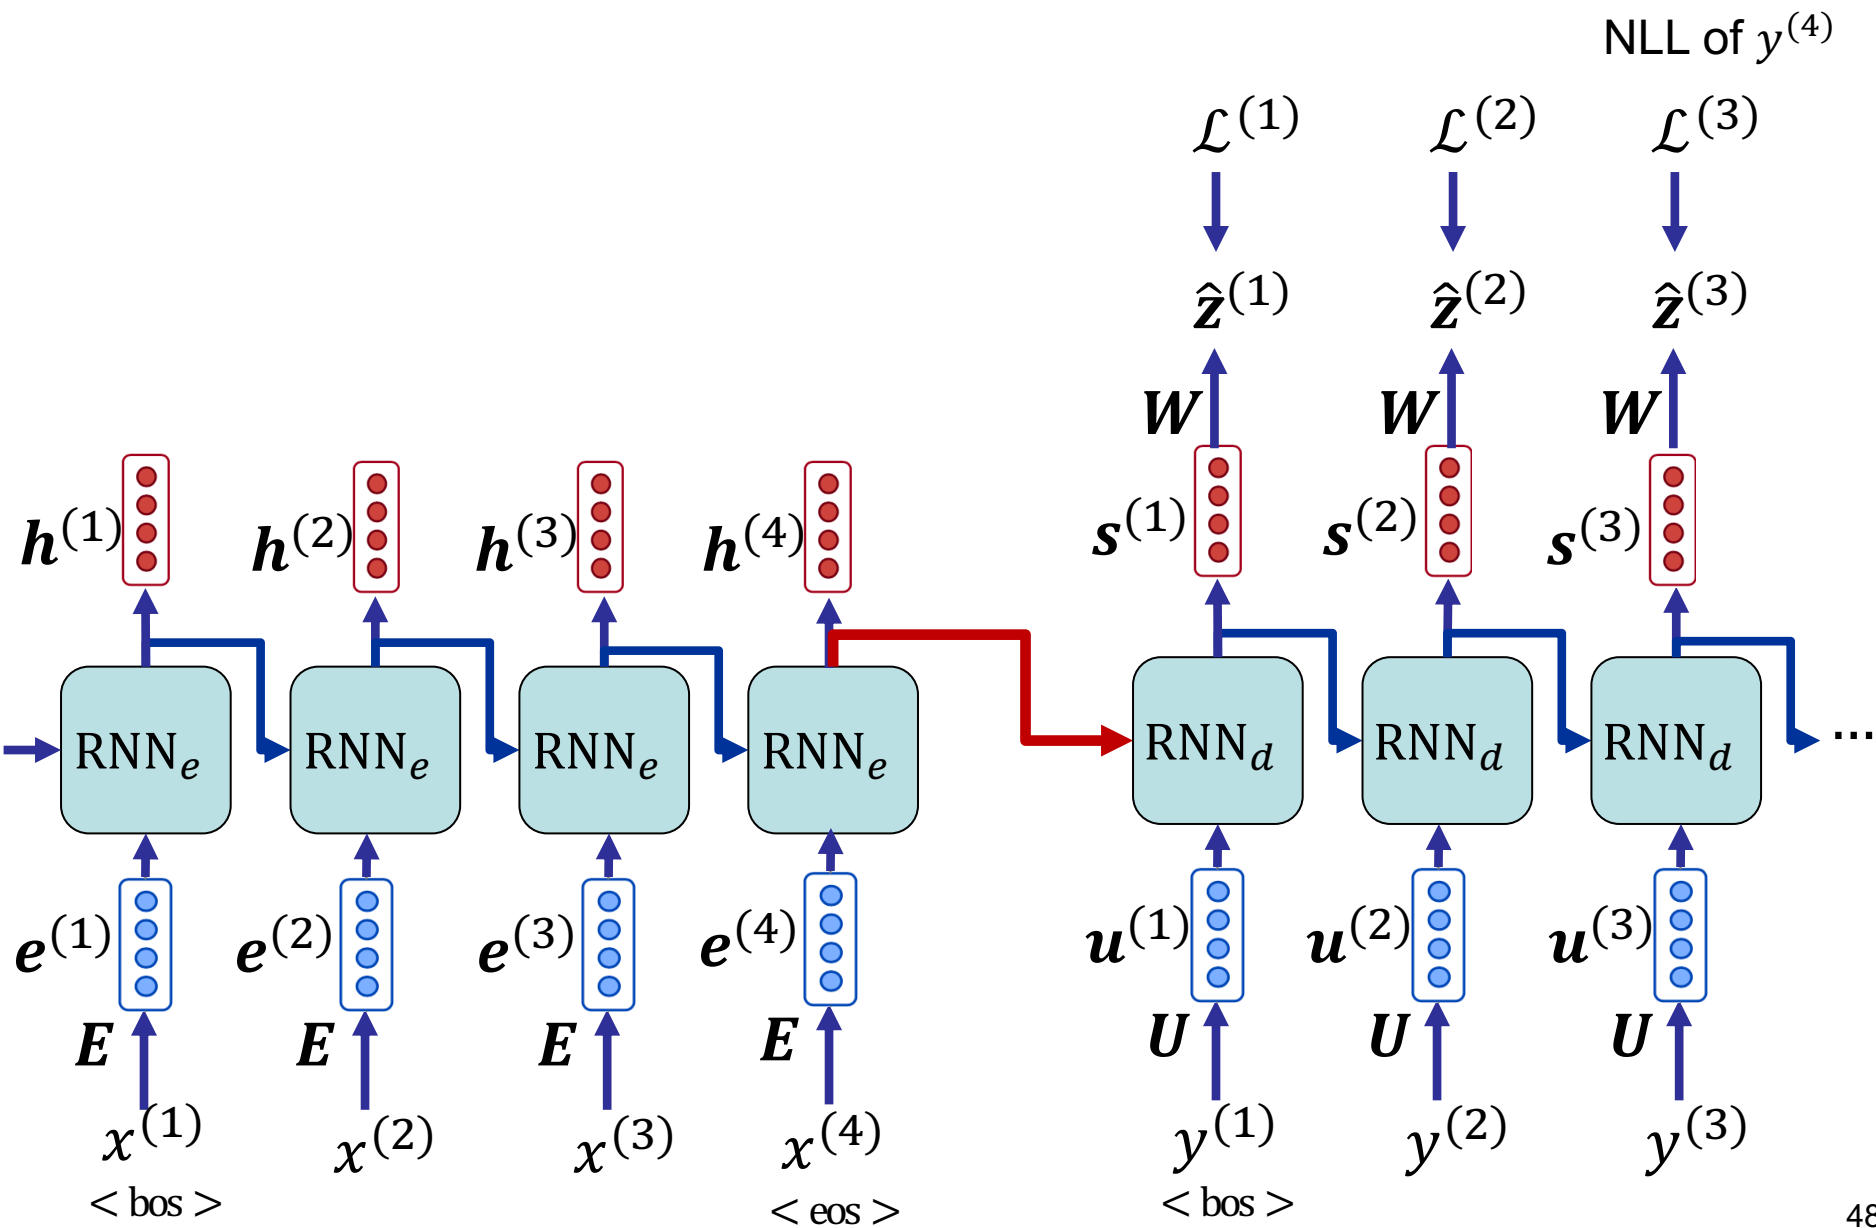 NLL of y^(4)
ℒ^(1) ℒ^(2) ℒ^(3)
ẑ^(1) ẑ^(2) ẑ^(3)
W W W
h^(1) h^(2) h^(3) h^(4) s^(1) s^(2) s^(3)
RNN_e RNN_e RNN_e RNN_e RNN_d RNN_d RNN_d ...
e^(1) e^(2) e^(3) e^(4) u^(1) u^(2) u^(3)
E E E E U U U
x^(1) x^(2) x^(3) x^(4) y^(1) y^(2) y^(3)
< bos > < eos > < bos >
48